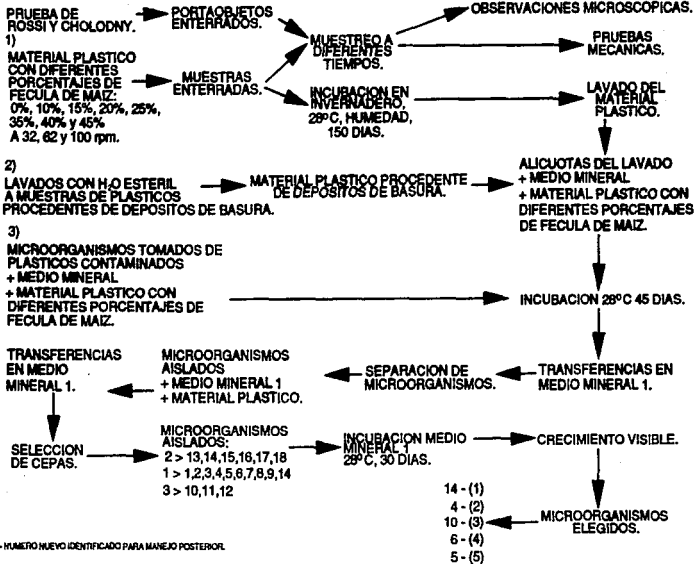 PRUEBA DE
ROSSI Y CHOLODNY.
PORTAOBJETOS
ENTERRADOS.
OBSERVACIONES MICROSCOPICAS.
MUESTREO A
DIFERENTES
TIEMPOS.
PRUEBAS
MECANICAS.
1)
MATERIAL PLASTICO
CON DIFERENTES
PORCENTAJES DE
FECULA DE MAIZ:
0%, 10%, 15%, 20%, 25%,
35%, 40% y 45%
A 32, 62 y 100 rpm.
MUESTRAS
ENTERRADAS.
INCUBACION EN
INVERNADERO,
28ºC, HUMEDAD,
150 DIAS.
LAVADO DEL
MATERIAL
PLASTICO.
2)
LAVADOS CON H₂O ESTERIL
A MUESTRAS DE PLASTICOS
PROCEDENTES DE DEPOSITOS DE BASURA.
MATERIAL PLASTICO PROCEDENTE
DE DEPOSITOS DE BASURA.
ALICUOTAS DEL LAVADO
+ MEDIO MINERAL
+ MATERIAL PLASTICO CON
DIFERENTES PORCENTAJES
DE FECULA DE MAIZ.
3)
MICROORGANISMOS TOMADOS DE
PLASTICOS CONTAMINADOS
+ MEDIO MINERAL
+ MATERIAL PLASTICO CON
DIFERENTES PORCENTAJES DE
FECULA DE MAIZ.
INCUBACION 28ºC 45 DIAS.
TRANSFERENCIAS EN
MEDIO MINERAL 1.
SEPARACION DE
MICROORGANISMOS.
MICROORGANISMOS
AISLADOS
+ MEDIO MINERAL 1
+ MATERIAL PLASTICO.
TRANSFERENCIAS
EN MEDIO
MINERAL 1.
SELECCION
DE CEPAS.
MICROORGANISMOS
AISLADOS:
2 > 13,14,15,16,17,18
1 > 1,2,3,4,5,6,7,8,9,14
3 > 10,11,12
INCUBACION MEDIO
MINERAL 1
28ºC, 30 DIAS.
CRECIMIENTO VISIBLE.
MICROORGANISMOS
ELEGIDOS.
14 - (1)
4 - (2)
10 - (3)
6 - (4)
5 - (5)
- NUMERO NUEVO IDENTIFICADO PARA MANEJO POSTERIOR.